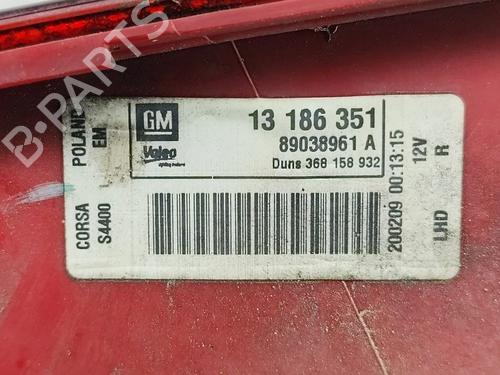 B-PARTS
GM
13 186 351
Valeo
89038961 A
Duns 368 158 932
POLAND
EM
CORSA
S4400
200209 00:13:15
12V
R
LHD